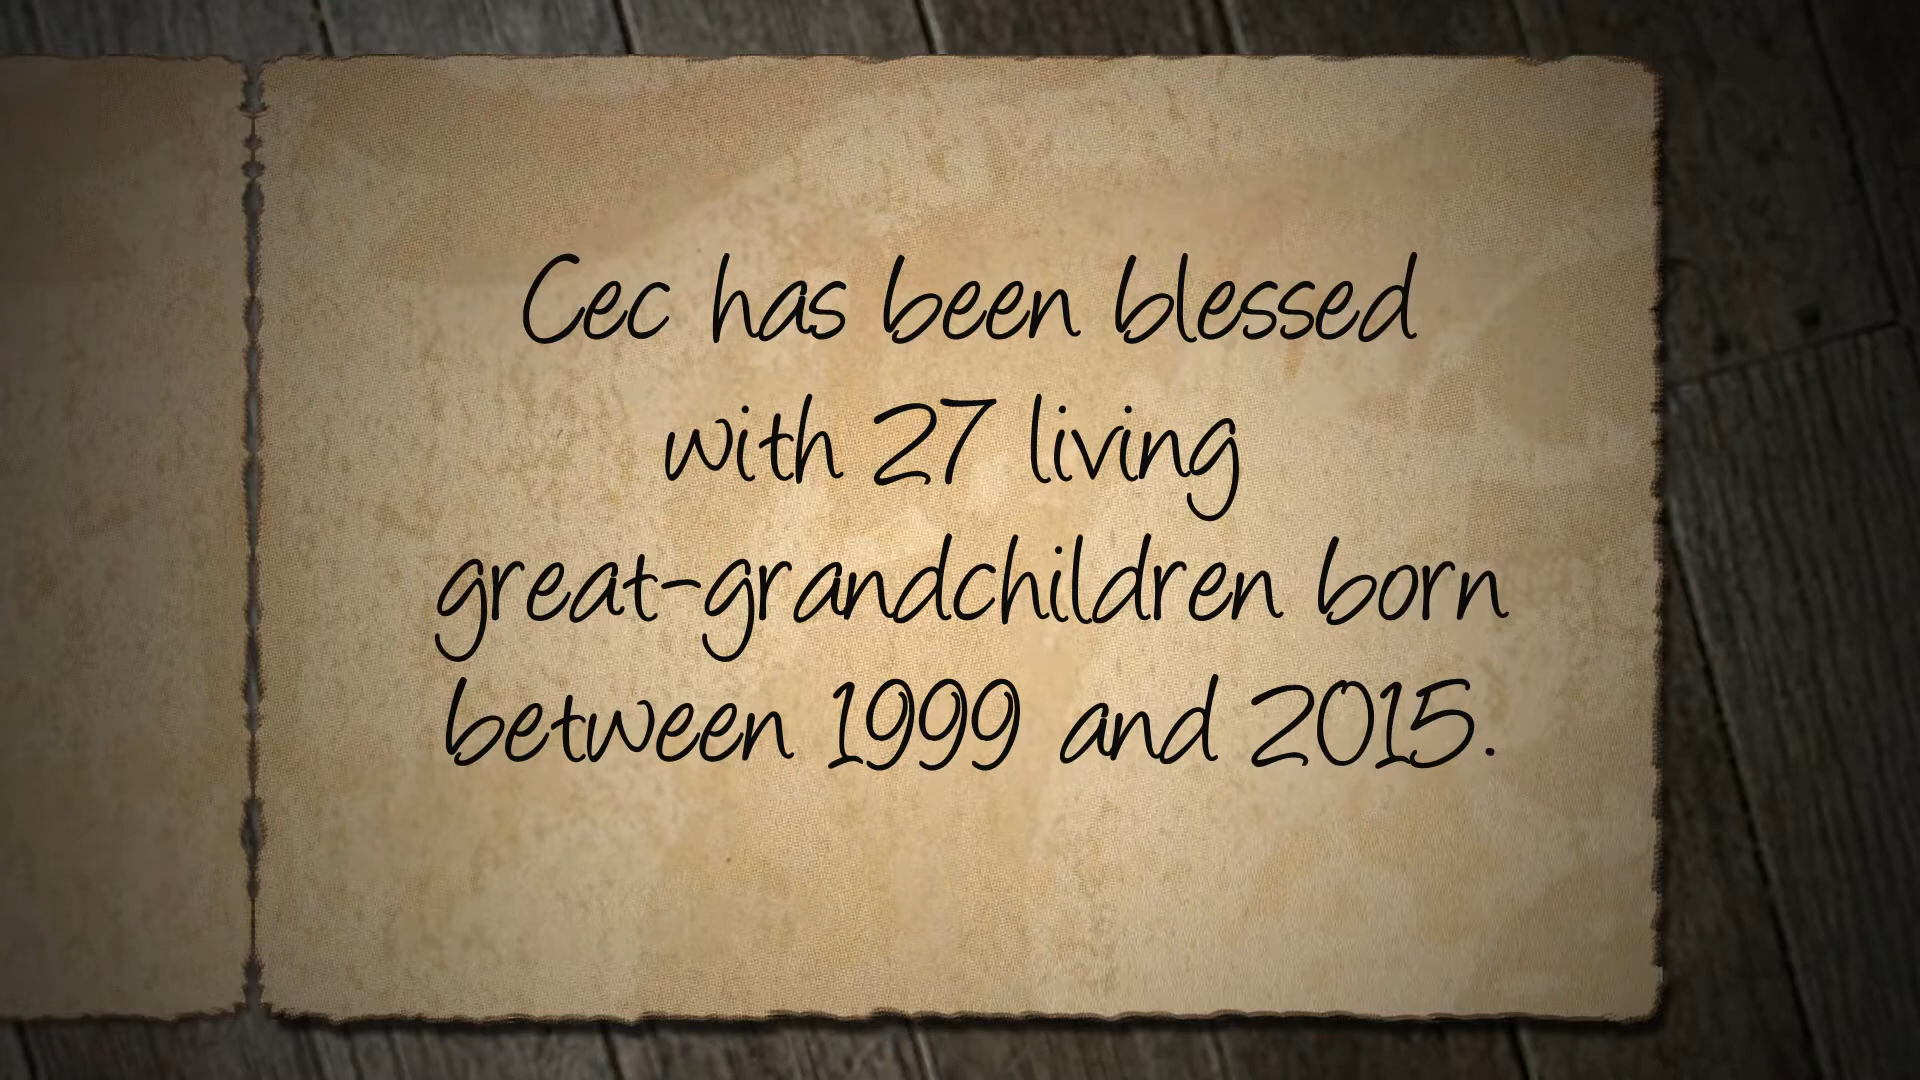 Cec has been blessed
with 27 living
great-grandchildren born
between 1999 and 2015.